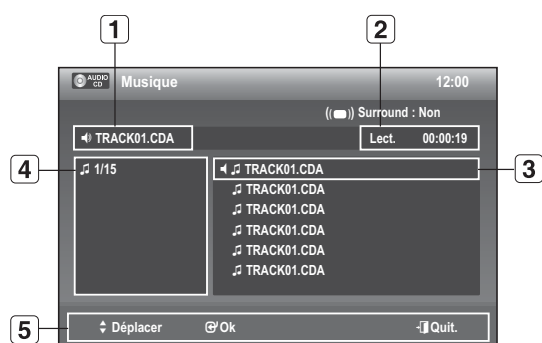 1
2
AUDIO CD Musique 12:00
((  )) Surround : Non
TRACK01.CDA Lect. 00:00:19
4
1/15
TRACK01.CDA
3
TRACK01.CDA
TRACK01.CDA
TRACK01.CDA
TRACK01.CDA
TRACK01.CDA
5
Déplacer Ok Quit.